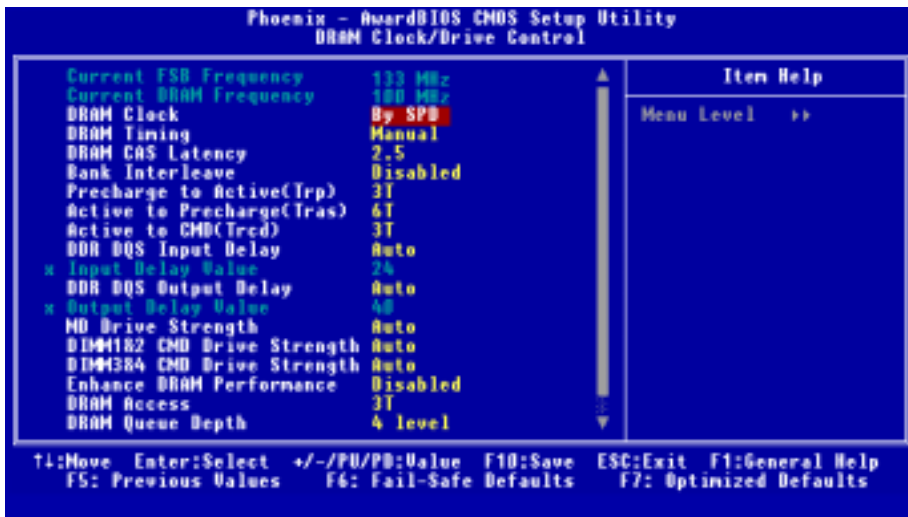 Phoenix - AwardBIOS CMOS Setup Utility
DRAM Clock/Drive Control
Current FSB Frequency 133 MHz
Current DRAM Frequency 100 MHz
DRAM Clock By SPD
DRAM Timing Manual
DRAM CAS Latency 2.5
Bank Interleave Disabled
Precharge to Active(Trp) 3T
Active to Precharge(Tras) 6T
Active to CMD(Trcd) 3T
DDR DQS Input Delay Auto
x Input Delay Value 24
DDR DQS Output Delay Auto
x Output Delay Value 40
MD Drive Strength Auto
DIMM1&2 CMD Drive Strength Auto
DIMM3&4 CMD Drive Strength Auto
Enhance DRAM Performance Disabled
DRAM Access 3T
DRAM Queue Depth 4 level
Item Help
Menu Level ▸▸
↑↓:Move Enter:Select +/-/PU/PD:Value F10:Save ESC:Exit F1:General Help
F5: Previous Values F6: Fail-Safe Defaults F7: Optimized Defaults